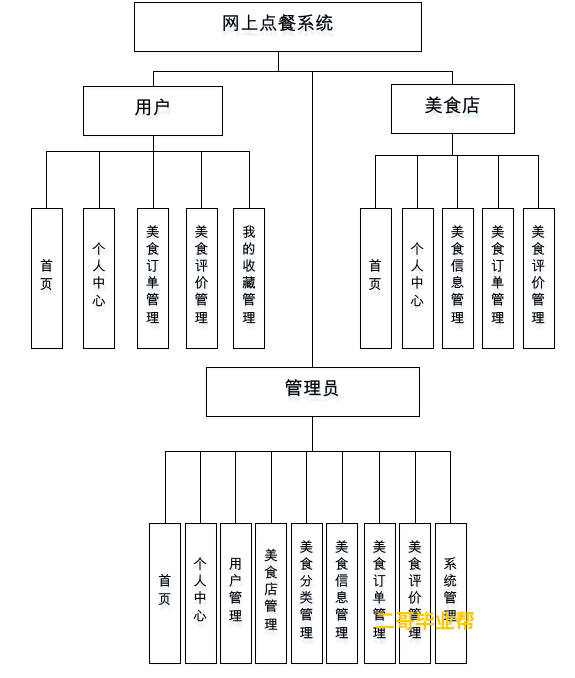 网上点餐系统
用户
美食店
首页
个人中心
美食订单管理
美食评价管理
我的收藏管理
首页
个人中心
美食信息管理
美食订单管理
美食评价管理
管理员
首页
个人中心
用户管理
美食店管理
美食分类管理
美食信息管理
美食订单管理
美食评价管理
系统管理
二哥毕业帮